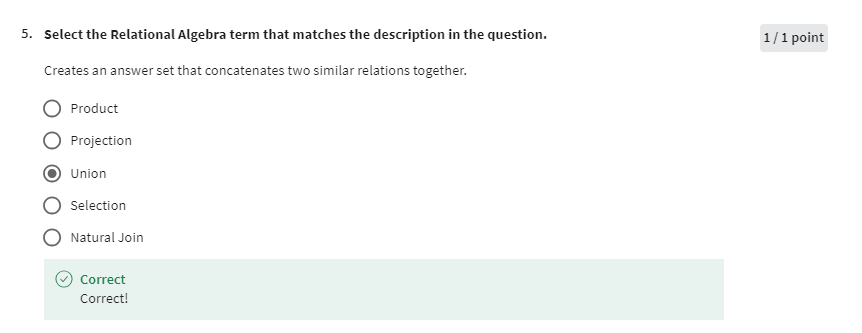 5. Select the Relational Algebra term that matches the description in the question.
1 / 1 point
Creates an answer set that concatenates two similar relations together.
Product
Projection
Union
Selection
Natural Join
Correct
Correct!